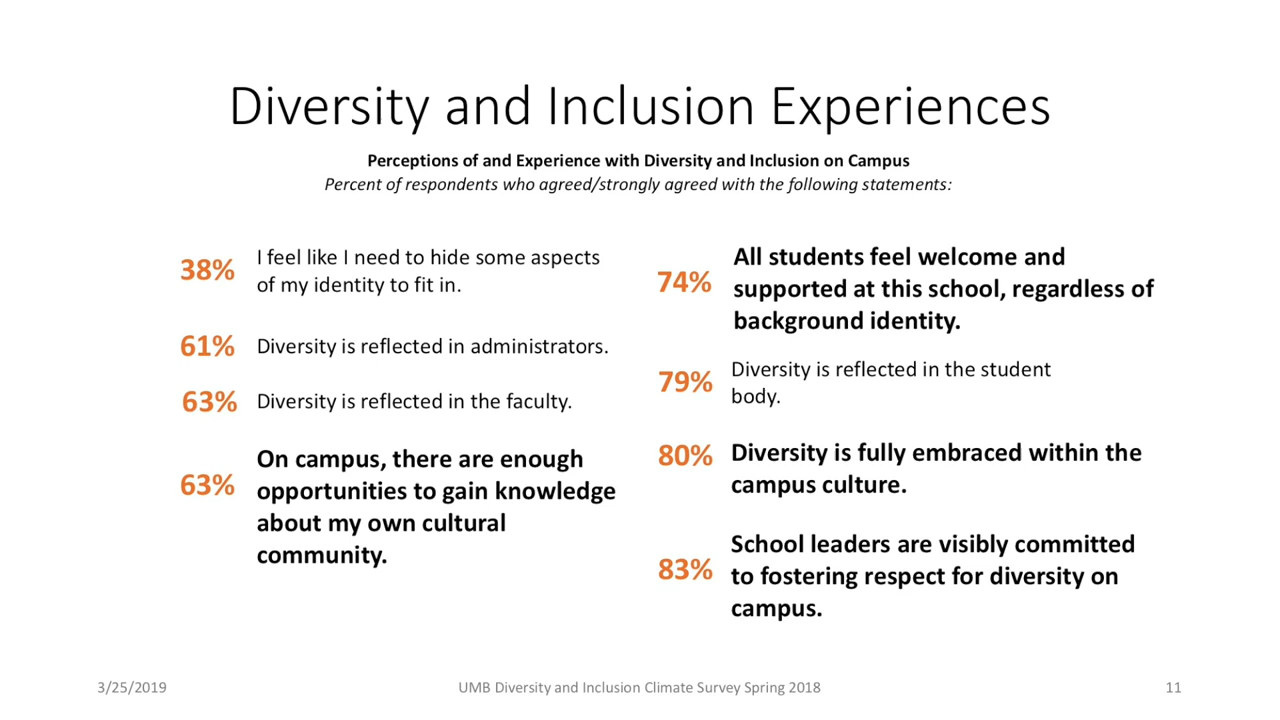 Diversity and Inclusion Experiences
Perceptions of and Experience with Diversity and Inclusion on Campus
Percent of respondents who agreed/strongly agreed with the following statements:
38%
I feel like I need to hide some aspects
of my identity to fit in.
61%
Diversity is reflected in administrators.
63%
Diversity is reflected in the faculty.
63%
On campus, there are enough
opportunities to gain knowledge
about my own cultural
community.
74%
All students feel welcome and
supported at this school, regardless of
background identity.
79%
Diversity is reflected in the student
body.
80%
Diversity is fully embraced within the
campus culture.
83%
School leaders are visibly committed
to fostering respect for diversity on
campus.
3/25/2019
UMB Diversity and Inclusion Climate Survey Spring 2018
11